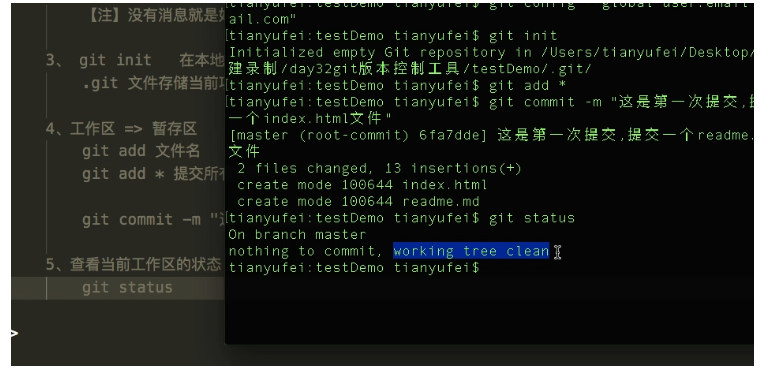 【注】没有消息就是
3、 git init 在本地
.git 文件存储当前
4、工作区 => 暂存区
git add 文件名
git add * 提交所
git commit -m "
5、查看当前工作区的状态
git status
>
git config --global user.email
ail.com"
[tianyufei:testDemo tianyufei$ git init
Initialized empty Git repository in /Users/tianyufei/Desktop/
建录制/day32git版本控制工具/testDemo/.git/
[tianyufei:testDemo tianyufei$ git add *
[tianyufei:testDemo tianyufei$ git commit -m "这是第一次提交,
一个index.html文件"
[master (root-commit) 6fa7dde] 这是第一次提交,提交一个readme.
文件
2 files changed, 13 insertions(+)
create mode 100644 index.html
create mode 100644 readme.md
[tianyufei:testDemo tianyufei$ git status
On branch master
nothing to commit, working tree clean
tianyufei:testDemo tianyufei$